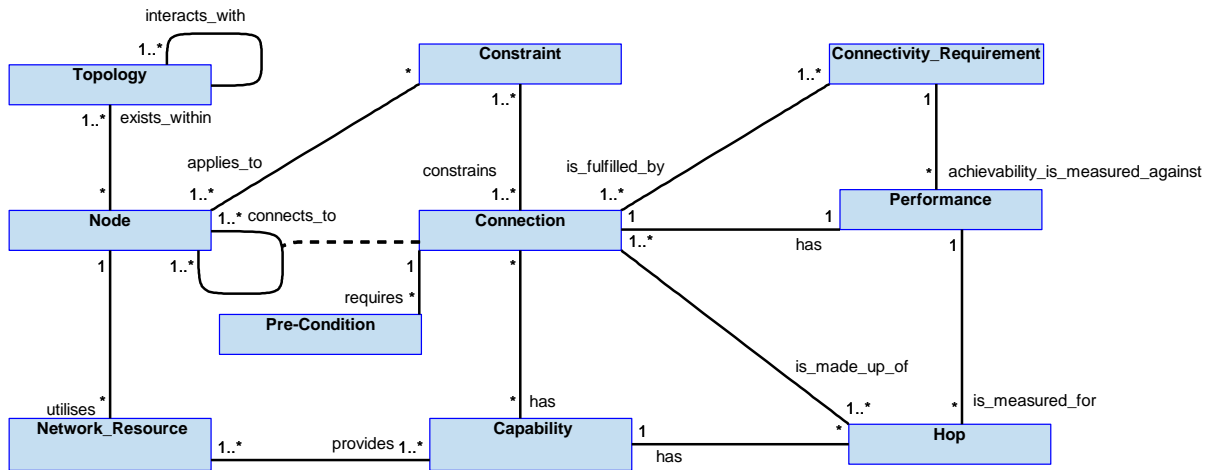 interacts_with
1..*
Topology
1..*
exists_within
*
Constraint
*
1..*
Connectivity_Requirement
1..*
1
applies_to
constrains
is_fulfilled_by
*
achievability_is_measured_against
1..*
1..*
1..*
Node
1..*
connects_to
Connection
1
1
Performance
1..*
has
1
1..*
1
1
requires
*
*
Pre-Condition
is_made_up_of
utilises
*
*
has
1..*
*
is_measured_for
Network_Resource
1..*
provides
1..*
Capability
1
has
*
Hop